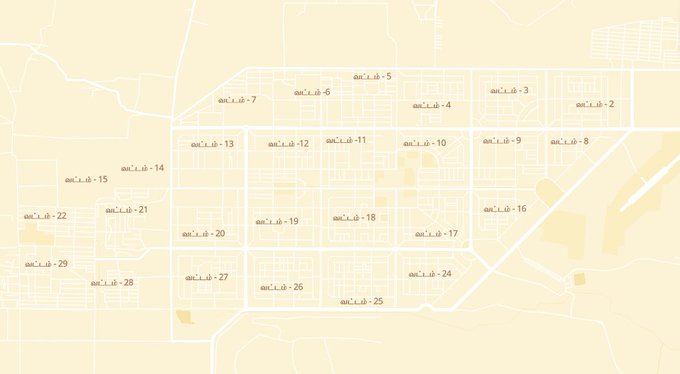 வட்டம் - 5
வட்டம் -6
வட்டம் - 3
வட்டம் - 7
வட்டம் - 4
வட்டம் - 2
வட்டம் - 13
வட்டம் -12
வட்டம் -11
வட்டம் - 10
வட்டம் - 9
வட்டம் - 8
வட்டம் - 14
வட்டம் - 15
வட்டம் - 22
வட்டம் - 21
வட்டம் - 20
வட்டம் - 19
வட்டம் - 18
வட்டம் - 17
வட்டம் - 16
வட்டம் - 29
வட்டம் - 28
வட்டம் - 27
வட்டம் - 26
வட்டம் - 25
வட்டம் - 24